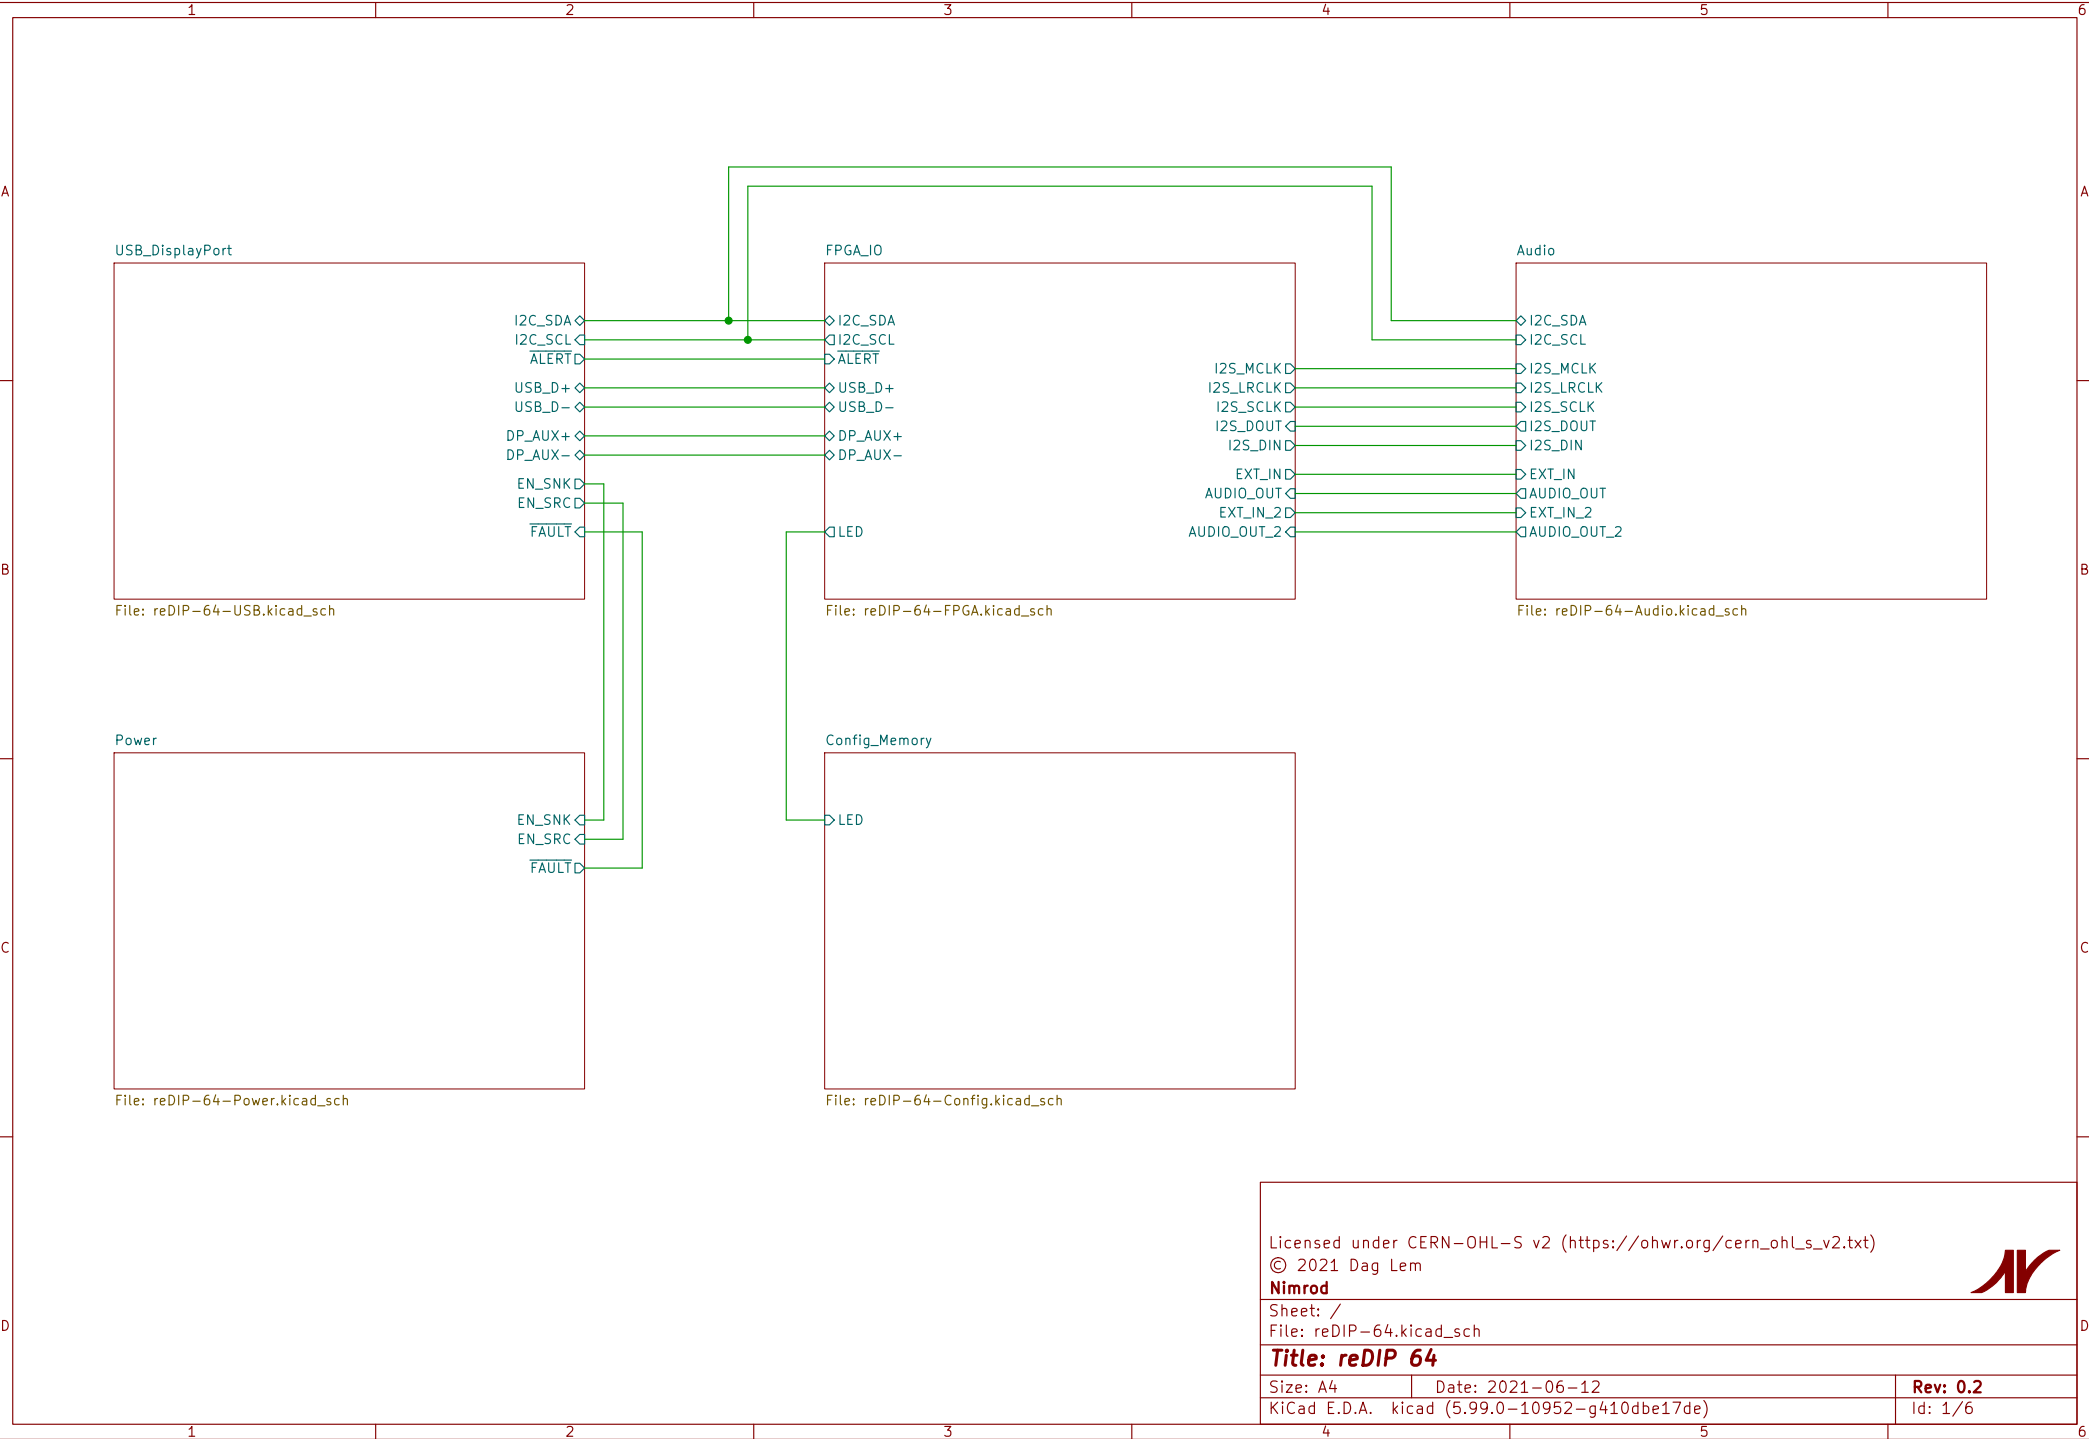 1 2 3 4 5 6
A A
B B
C C
D D
USB_DisplayPort
I2C_SDA
I2C_SCL
ALERT
USB_D+
USB_D-
DP_AUX+
DP_AUX-
EN_SNK
EN_SRC
FAULT
File: reDIP-64-USB.kicad_sch
FPGA_IO
I2C_SDA
I2C_SCL
ALERT
USB_D+
USB_D-
DP_AUX+
DP_AUX-
LED
I2S_MCLK
I2S_LRCLK
I2S_SCLK
I2S_DOUT
I2S_DIN
EXT_IN
AUDIO_OUT
EXT_IN_2
AUDIO_OUT_2
File: reDIP-64-FPGA.kicad_sch
Audio
I2C_SDA
I2C_SCL
I2S_MCLK
I2S_LRCLK
I2S_SCLK
I2S_DOUT
I2S_DIN
EXT_IN
AUDIO_OUT
EXT_IN_2
AUDIO_OUT_2
File: reDIP-64-Audio.kicad_sch
Power
EN_SNK
EN_SRC
FAULT
File: reDIP-64-Power.kicad_sch
Config_Memory
LED
File: reDIP-64-Config.kicad_sch
Licensed under CERN-OHL-S v2 (https://ohwr.org/cern_ohl_s_v2.txt)
© 2021 Dag Lem
Nimrod
Sheet: /
File: reDIP-64.kicad_sch
Title: reDIP 64
Size: A4 Date: 2021-06-12 Rev: 0.2
KiCad E.D.A. kicad (5.99.0-10952-g410dbe17de) Id: 1/6
1 2 3 4 5 6